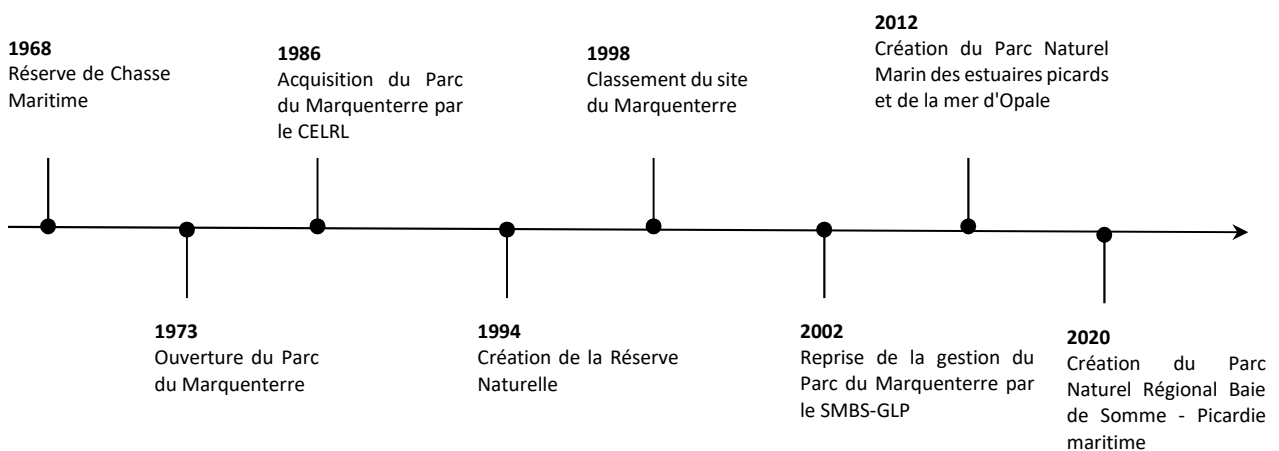 1968
Réserve de Chasse
Maritime
1986
Acquisition du Parc
du Marquenterre par
le CELRL
1998
Classement du site
du Marquenterre
2012
Création du Parc Naturel
Marin des estuaires picards
et de la mer d'Opale
1973
Ouverture du Parc
du Marquenterre
1994
Création de la Réserve
Naturelle
2002
Reprise de la gestion du
Parc du Marquenterre par
le SMBS-GLP
2020
Création du Parc
Naturel Régional Baie
de Somme - Picardie
maritime